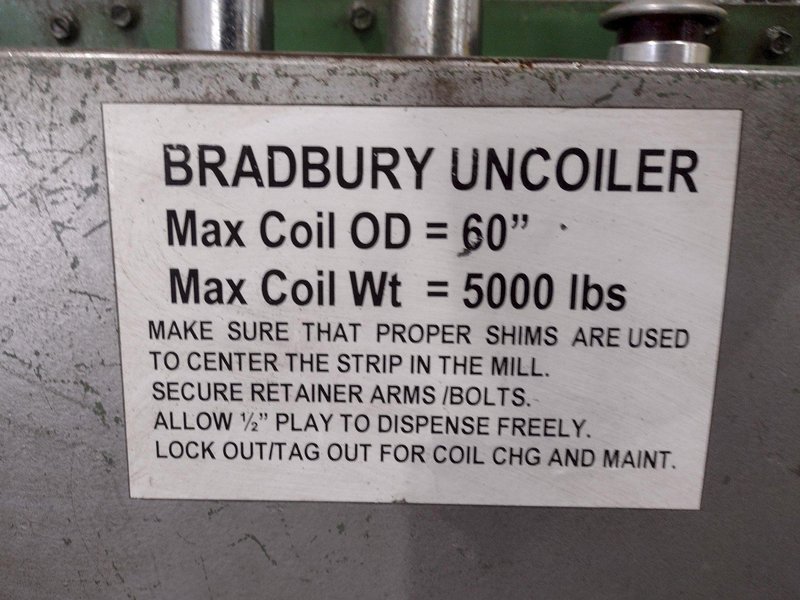 BRADBURY UNCOILER
Max Coil OD = 60”
Max Coil Wt = 5000 lbs
MAKE SURE THAT PROPER SHIMS ARE USED
TO CENTER THE STRIP IN THE MILL.
SECURE RETAINER ARMS /BOLTS.
ALLOW ½” PLAY TO DISPENSE FREELY.
LOCK OUT/TAG OUT FOR COIL CHG AND MAINT.